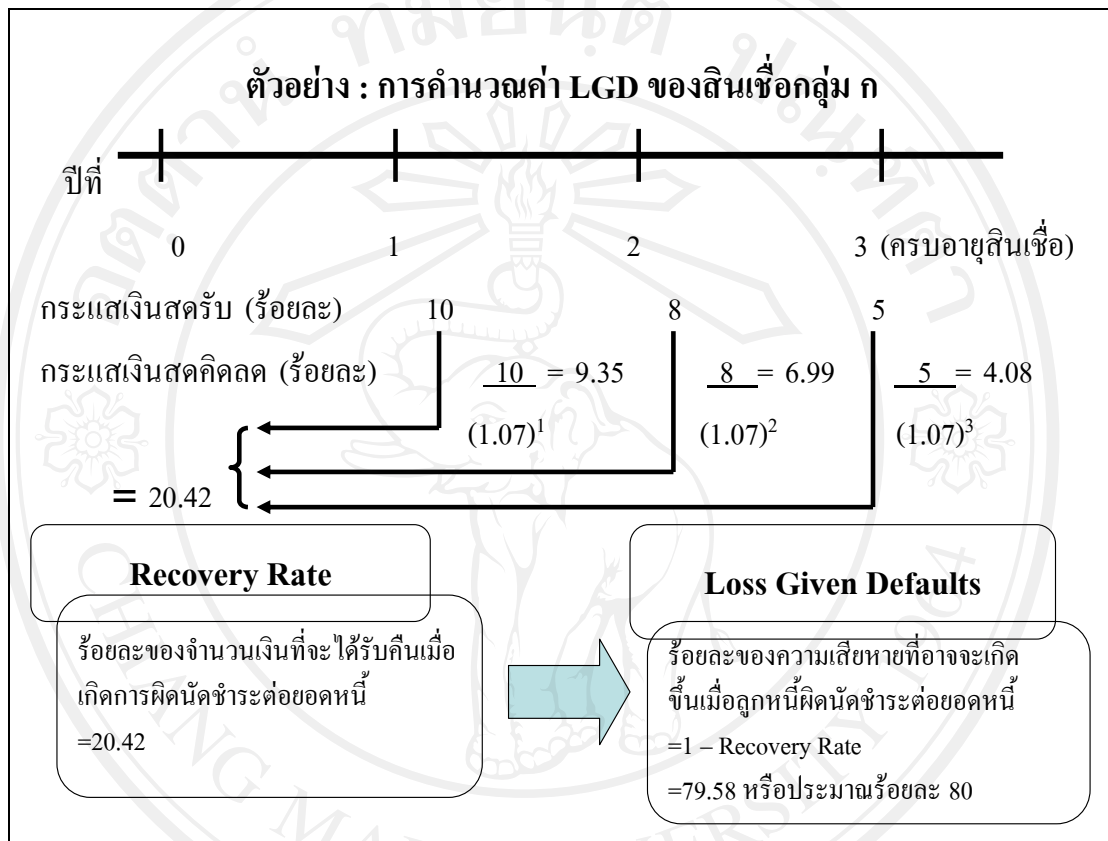 ตัวอย่าง : การคำนวณค่า LGD ของสินเชื่อกลุ่ม ก
ปีที่
0 1 2 3 (ครบอายุสินเชื่อ)
กระแสเงินสดรับ (ร้อยละ) 10 8 5
กระแสเงินสดคิดลด (ร้อยละ) 10 = 9.35 8 = 6.99 5 = 4.08
(1.07)^1 (1.07)^2 (1.07)^3
= 20.42
Recovery Rate
ร้อยละของจำนวนเงินที่จะได้รับคืนเมื่อ
เกิดการผิดนัดชำระต่อยอดหนี้
=20.42
Loss Given Defaults
ร้อยละของความเสียหายที่อาจจะเกิด
ขึ้นเมื่อลูกหนี้ผิดนัดชำระต่อยอดหนี้
=1 – Recovery Rate
=79.58 หรือประมาณร้อยละ 80